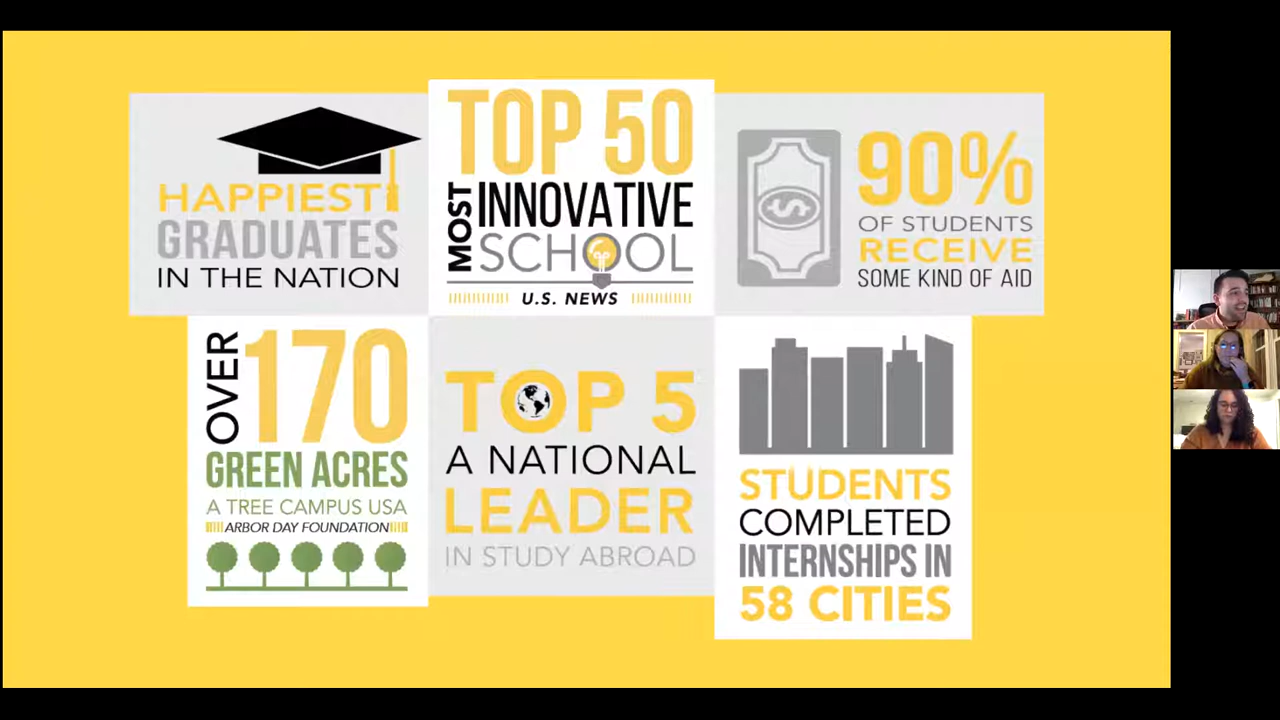 HAPPIEST
GRADUATES
IN THE NATION
TOP 50
MOST
INNOVATIVE
SCHOOL
U.S. NEWS
90%
OF STUDENTS
RECEIVE
SOME KIND OF AID
OVER
170
GREEN ACRES
A TREE CAMPUS USA
ARBOR DAY FOUNDATION
TOP 5
A NATIONAL
LEADER
IN STUDY ABROAD
STUDENTS
COMPLETED
INTERNSHIPS IN
58 CITIES